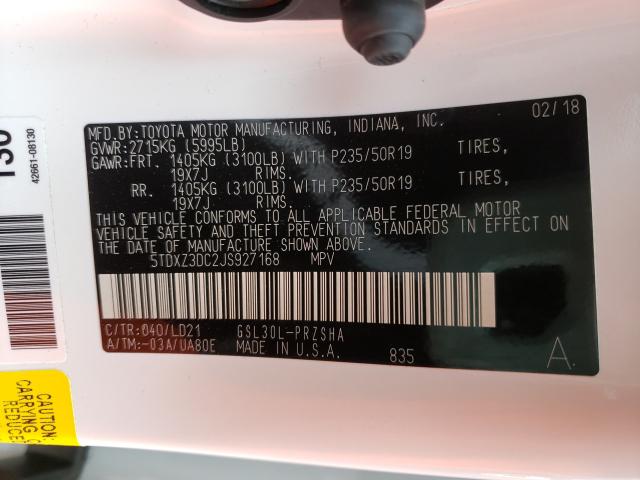 MFD.BY:TOYOTA MOTOR MANUFACTURING, INDIANA, INC. 02/18
GVWR:2715KG (5995LB)
GAWR:FRT. 1405KG (3100LB) WITH P235/50R19 TIRES,
19X7J RIMS.
RR. 1405KG (3100LB) WITH P235/50R19 TIRES,
19X7J RIMS.
THIS VEHICLE CONFORMS TO ALL APPLICABLE FEDERAL MOTOR
VEHICLE SAFETY AND THEFT PREVENTION STANDARDS IN EFFECT ON
THE DATE OF MANUFACTURE SHOWN ABOVE.
5TDXZ3DC2JS927168 MPV
C/TR:040/LD21 GSL30L-PRZSHA
A/TM:-03A/UA80E MADE IN U.S.A. 835 A
42661-08130
CAUTION:
CARRYING
REDUCE